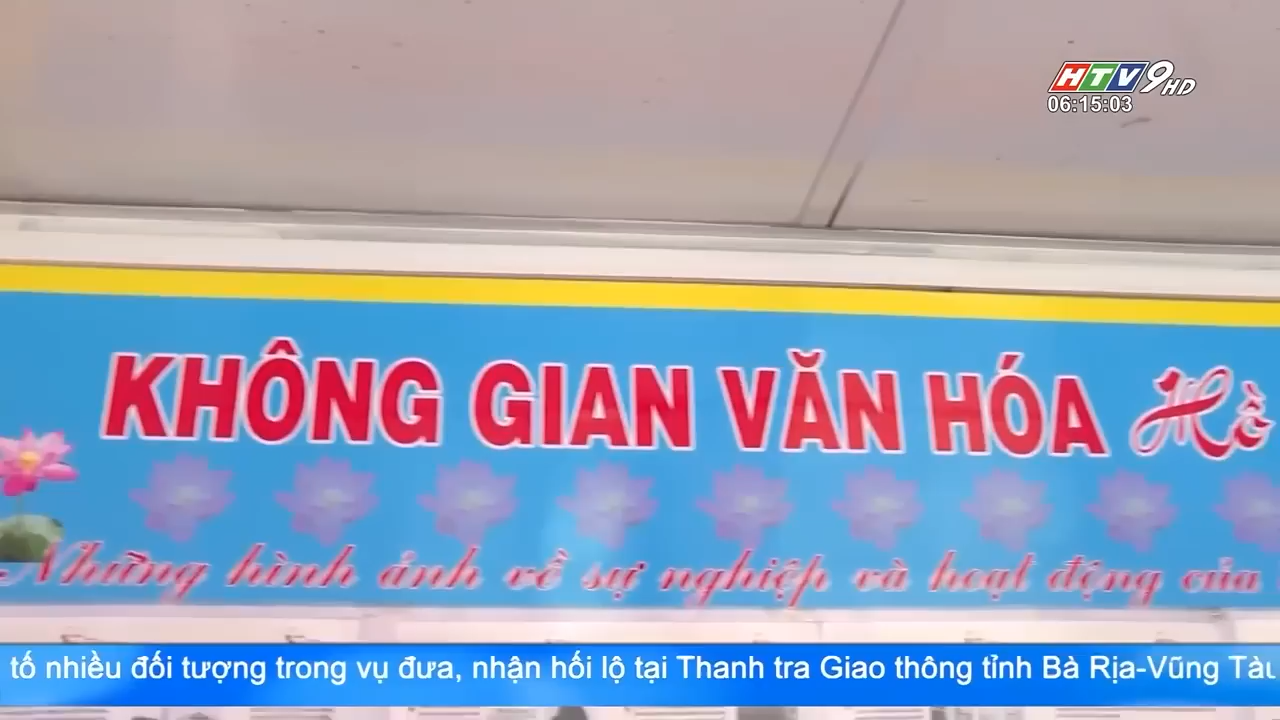 HTV9HD
06:15:03
KHÔNG GIAN VĂN HÓA Hồ
Những hình ảnh về sự nghiệp và hoạt động của
tố nhiều đối tượng trong vụ đưa, nhận hối lộ tại Thanh tra Giao thông tỉnh Bà Rịa-Vũng Tàu